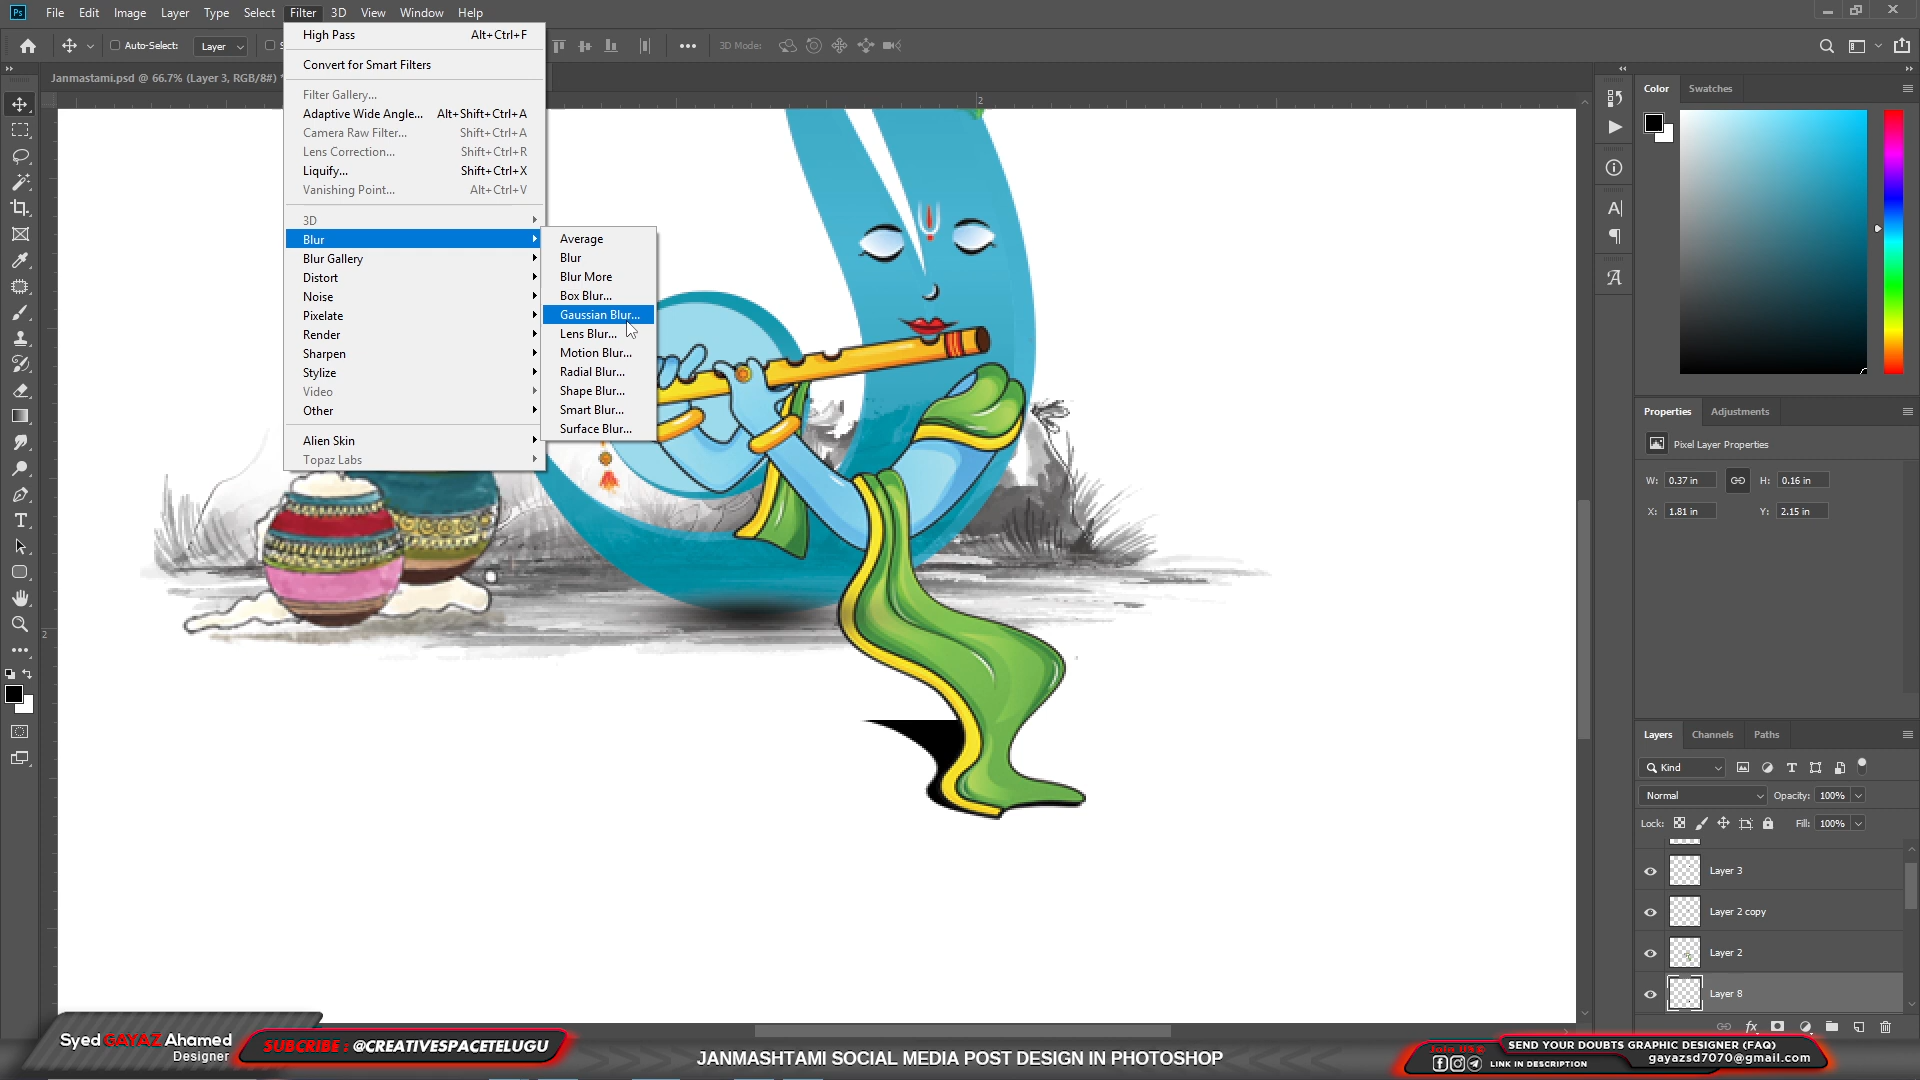 Ps File Edit Image Layer Type Select Filter 3D View Window Help
Auto-Select: Layer 3D Mode:
Janmastami.psd @ 66.7% (Layer 3, RGB/8#) *
High Pass Alt+Ctrl+F
Convert for Smart Filters
Filter Gallery...
Adaptive Wide Angle... Alt+Shift+Ctrl+A
Camera Raw Filter... Shift+Ctrl+A
Lens Correction... Shift+Ctrl+R
Liquify... Shift+Ctrl+X
Vanishing Point... Alt+Ctrl+V
3D
Blur
Blur Gallery
Distort
Noise
Pixelate
Render
Sharpen
Stylize
Video
Other
Alien Skin
Topaz Labs
Average
Blur
Blur More
Box Blur...
Gaussian Blur...
Lens Blur...
Motion Blur...
Radial Blur...
Shape Blur...
Smart Blur...
Surface Blur...
2
2
Color Swatches
Properties Adjustments
Pixel Layer Properties
W: 0.37 in H: 0.16 in
X: 1.81 in Y: 2.15 in
Layers Channels Paths
Kind
Normal Opacity: 100%
Lock: Fill: 100%
Layer 3
Layer 2 copy
Layer 2
Layer 8
Syed GAYAZ Ahamed
Designer
SUBCRIBE : @CREATIVESPACETELUGU
JANMASHTAMI SOCIAL MEDIA POST DESIGN IN PHOTOSHOP
Join US@
LINK IN DESCRIPTION
SEND YOUR DOUBTS GRAPHIC DESIGNER (FAQ)
gayazsd7070@gmail.com